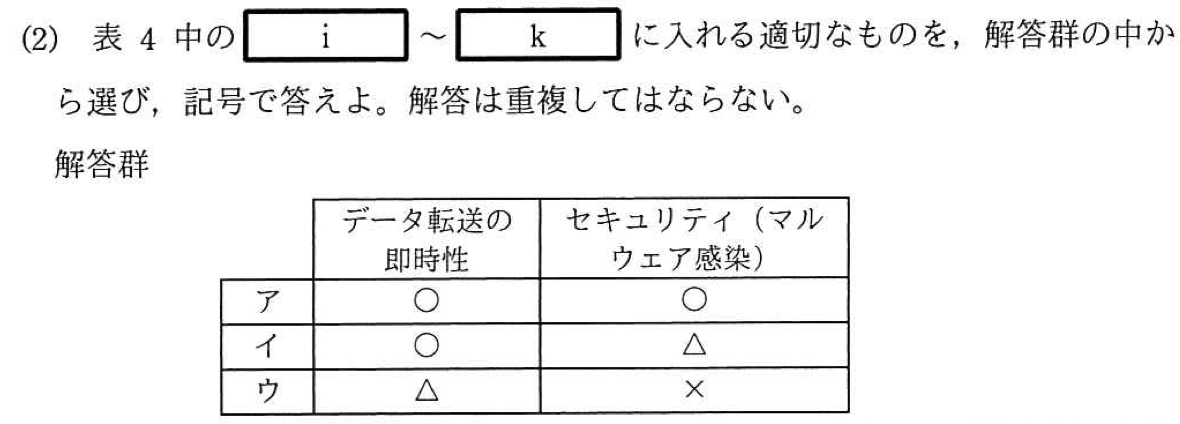 (2) 表 4 中の i ～ k に入れる適切なものを，解答群の中か
ら選び，記号で答えよ。解答は重複してはならない。
解答群
データ転送の
即時性
セキュリティ（マル
ウェア感染）
ア ○ ○
イ ○ △
ウ △ ×